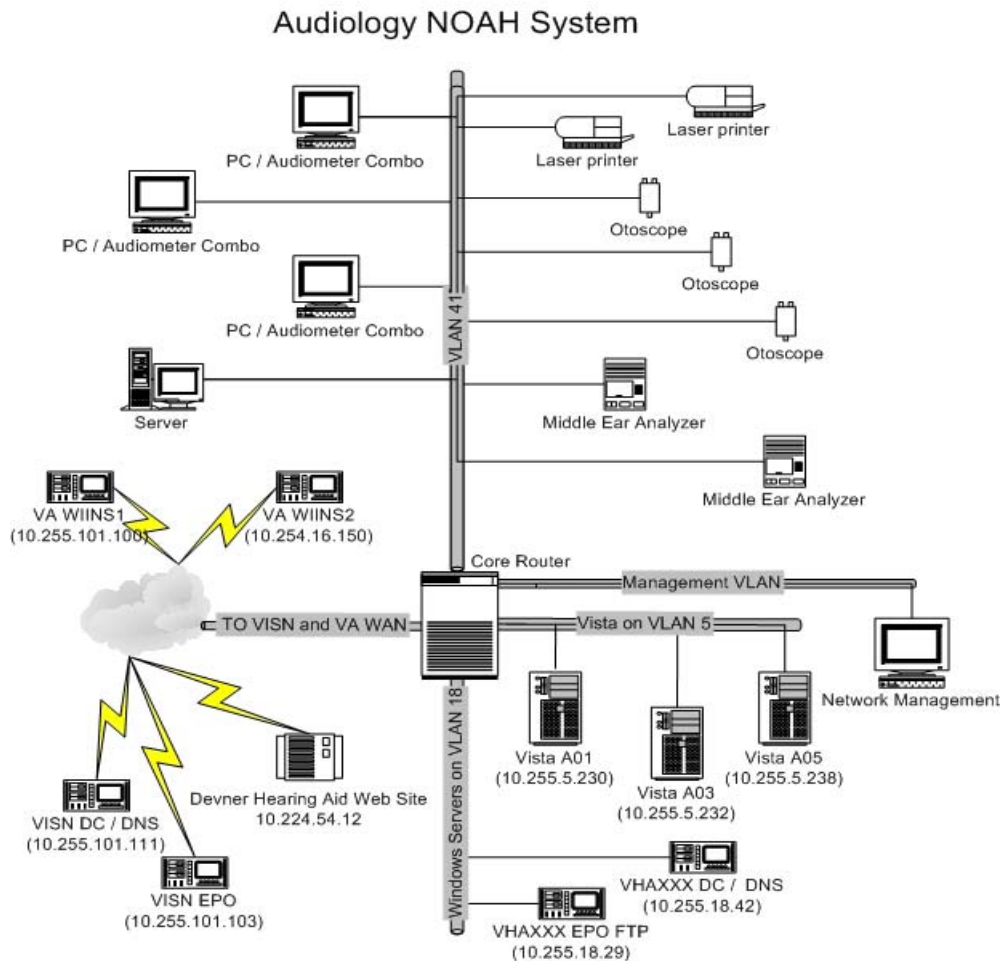 Audiology NOAH System
PC / Audiometer Combo
Laser printer
Laser printer
PC / Audiometer Combo
Otoscope
Otoscope
PC / Audiometer Combo
VLAN 41
Otoscope
Server
Middle Ear Analyzer
Middle Ear Analyzer
VA WIINS1
(10.255.101.100)
VA WIINS2
(10.254.16.150)
Core Router
Management VLAN
TO VISN and VA WAN
Vista on VLAN 5
Network Management
Vista A01
(10.255.5.230)
Vista A03
(10.255.5.232)
Vista A05
(10.255.5.238)
Windows Servers on VLAN 18
Devner Hearing Aid Web Site
10.224.54.12
VISN DC / DNS
(10.255.101.111)
VISN EPO
(10.255.101.103)
VHAXXX DC / DNS
(10.255.18.42)
VHAXXX EPO FTP
(10.255.18.29)